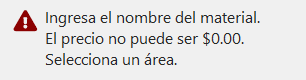 Ingresa el nombre del material.
El precio no puede ser $0.00.
Selecciona un área.